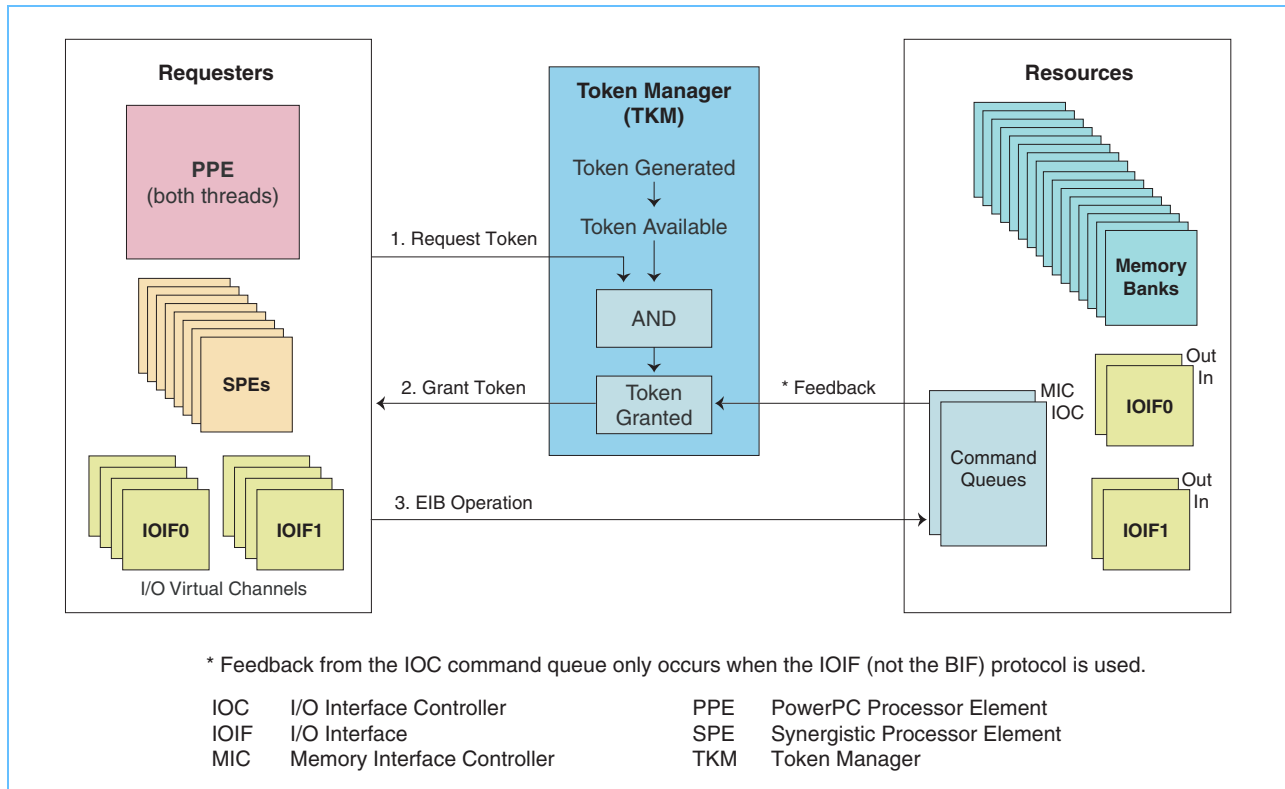 Requesters
PPE
(both threads)
SPEs
IOIF0
IOIF1
I/O Virtual Channels
1. Request Token
2. Grant Token
3. EIB Operation
Token Manager
(TKM)
Token Generated
Token Available
AND
Token
Granted
* Feedback
Resources
Memory
Banks
MIC
IOC
Command
Queues
Out
In
IOIF0
Out
In
IOIF1
* Feedback from the IOC command queue only occurs when the IOIF (not the BIF) protocol is used.
IOC I/O Interface Controller
IOIF I/O Interface
MIC Memory Interface Controller
PPE PowerPC Processor Element
SPE Synergistic Processor Element
TKM Token Manager